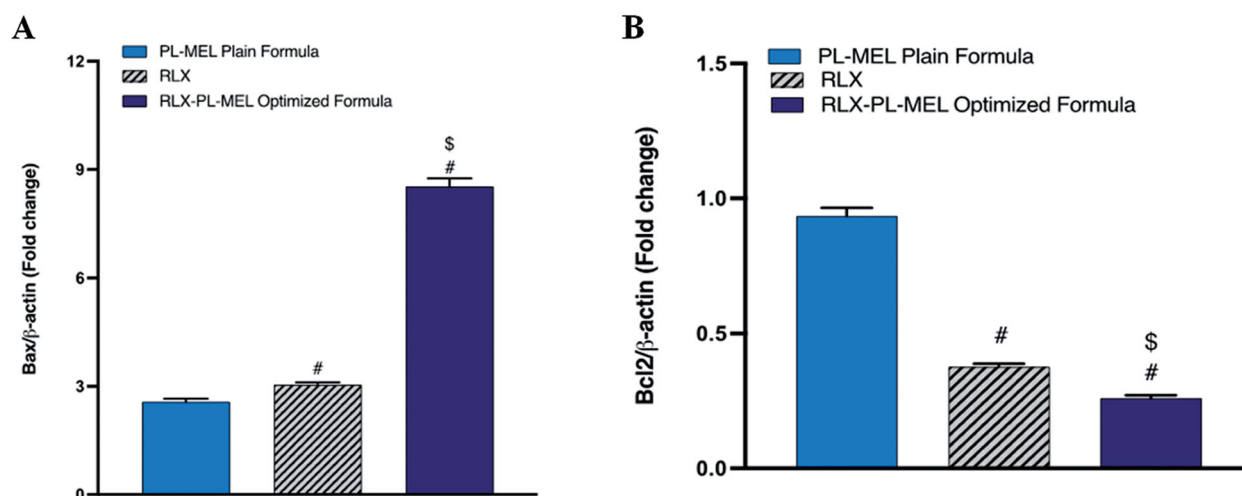 A
PL-MEL Plain Formula
RLX
RLX-PL-MEL Optimized Formula
Bax/β-actin (Fold change)
12
9
6
3
0
#
$
#
B
PL-MEL Plain Formula
RLX
RLX-PL-MEL Optimized Formula
Bcl2/β-actin (Fold change)
1.5
1.0
0.5
0.0
#
$
#